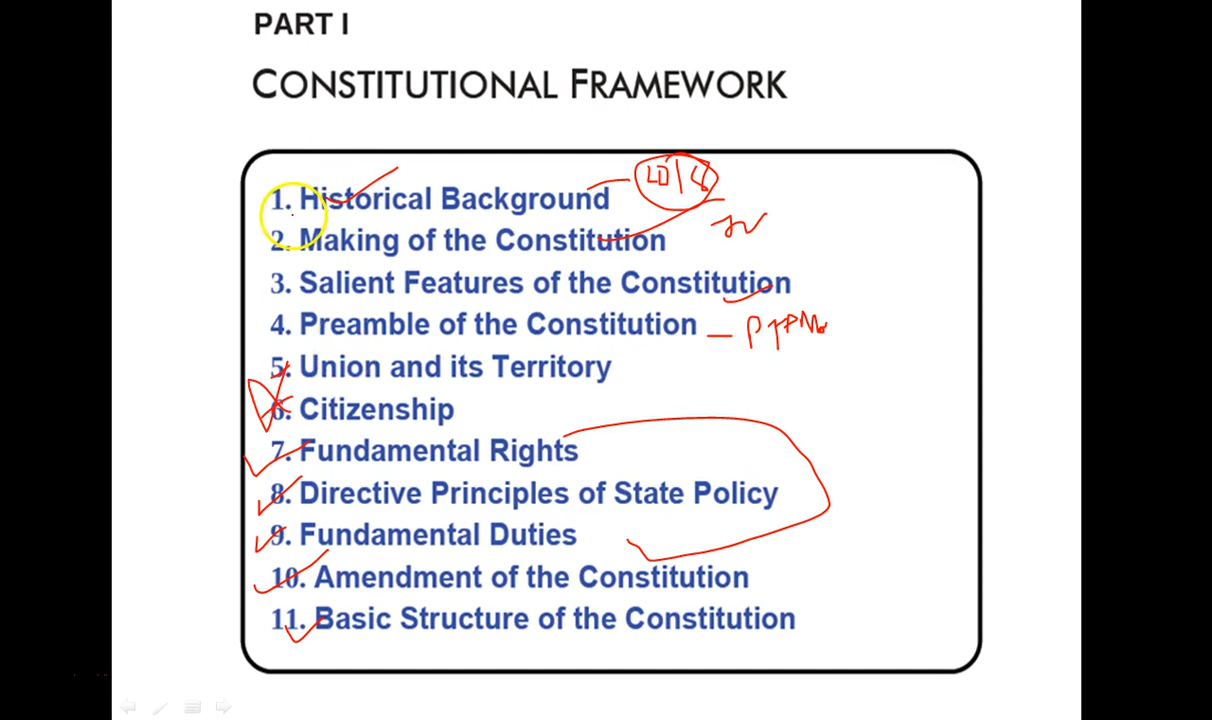 PART I
CONSTITUTIONAL FRAMEWORK
1. Historical Background
2. Making of the Constitution
3. Salient Features of the Constitution
4. Preamble of the Constitution
5. Union and its Territory
6. Citizenship
7. Fundamental Rights
8. Directive Principles of State Policy
9. Fundamental Duties
10. Amendment of the Constitution
11. Basic Structure of the Constitution